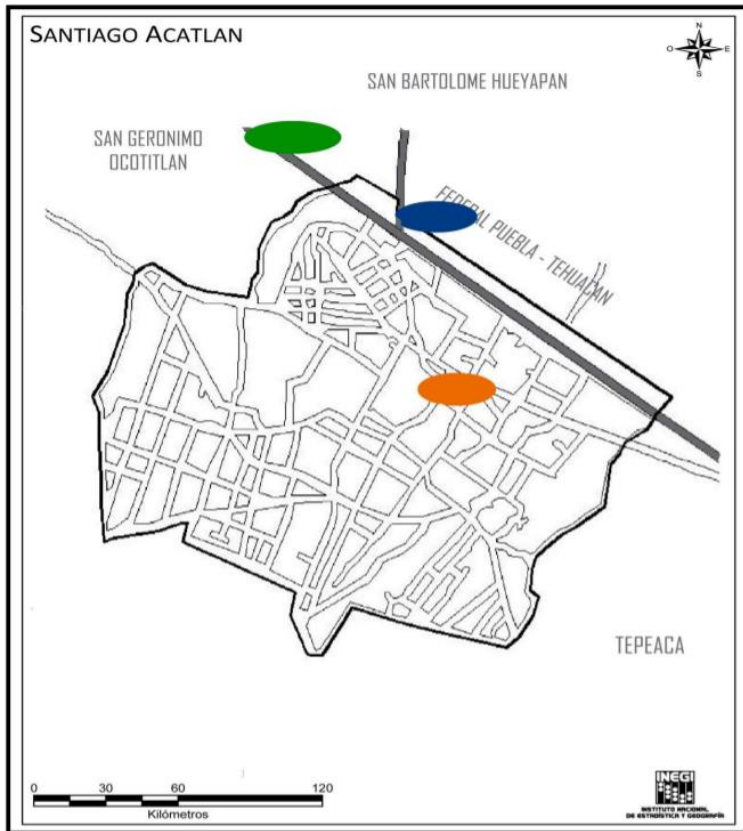 SANTIAGO ACATLAN
N
O E
S
SAN BARTOLOME HUEYAPAN
SAN GERONIMO
OCOTITLAN
FEDERAL PUEBLA - TEHUACAN
TEPEACA
0 30 60 120
Kilómetros
INEGI
INSTITUTO NACIONAL
DE ESTADÍSTICA Y GEOGRAFÍA